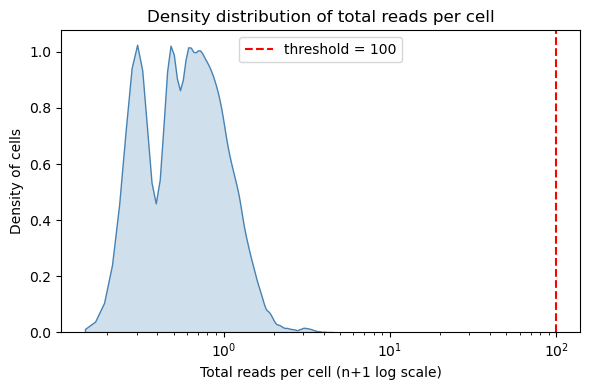 Density distribution of total reads per cell
threshold = 100
Density of cells
1.0
0.8
0.6
0.4
0.2
0.0
10⁰
10¹
10²
Total reads per cell (n+1 log scale)